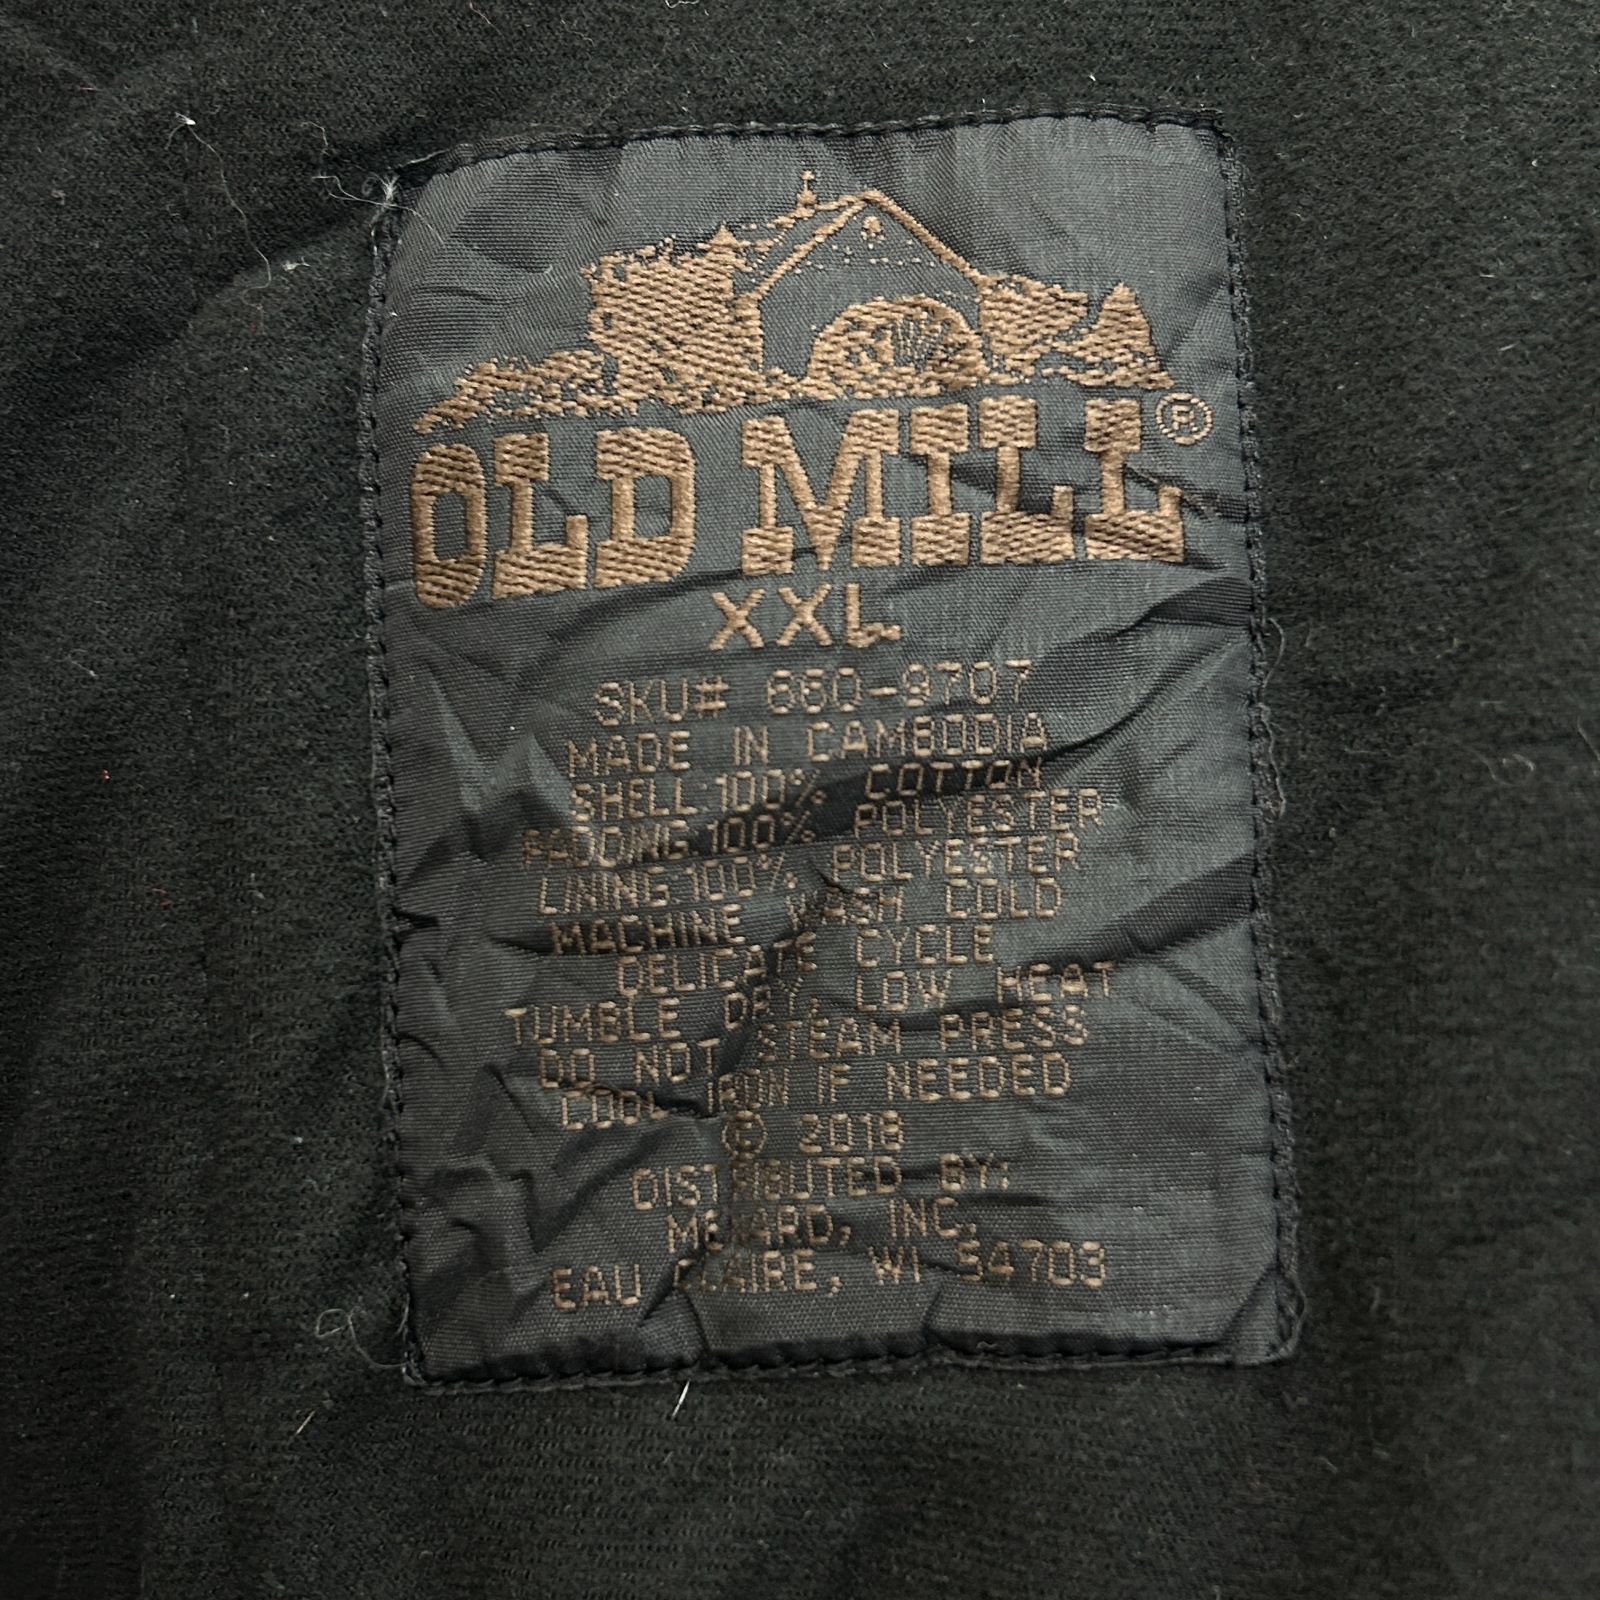 OLD MILL®
XXL
SKU# 660-9707
MADE IN CAMBODIA
SHELL:100% COTTON
PADDING:100% POLYESTER
LINING:100% POLYESTER
MACHINE WASH COLD
DELICATE CYCLE
TUMBLE DRY, LOW HEAT
DO NOT STEAM PRESS
COOL IRON IF NEEDED
© 2018
DISTRIBUTED BY:
MENARD, INC.
EAU CLAIRE, WI 54703